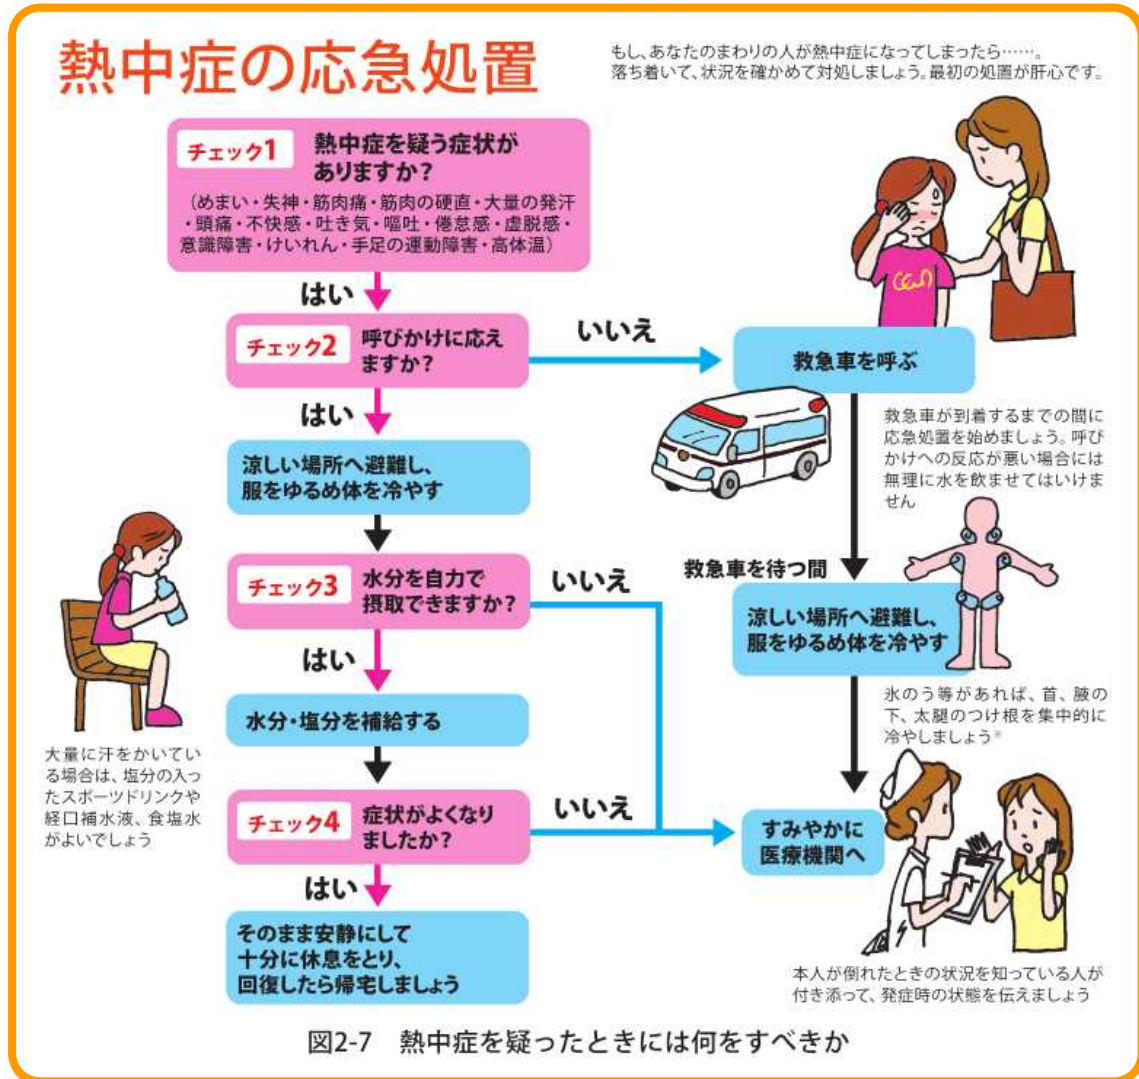 熱中症の応急処置
もし、あなたのまわりの人が熱中症になってしまったら……。
落ち着いて、状況を確かめて対処しましょう。最初の処置が肝心です。
チェック1
熱中症を疑う症状が
ありますか？
（めまい・失神・筋肉痛・筋肉の硬直・大量の発汗
・頭痛・不快感・吐き気・嘔吐・倦怠感・虚脱感・
意識障害・けいれん・手足の運動障害・高体温）
はい
チェック2
呼びかけに応え
ますか？
いいえ
救急車を呼ぶ
救急車が到着するまでの間に
応急処置を始めましょう。呼び
かけへの反応が悪い場合には
無理に水を飲ませてはいけま
せん
はい
涼しい場所へ避難し、
服をゆるめ体を冷やす
チェック3
水分を自力で
摂取できますか？
いいえ
救急車を待つ間
涼しい場所へ避難し、
服をゆるめ体を冷やす
氷のう等があれば、首、腋の
下、太腿のつけ根を集中的に
冷やしましょう※
はい
水分・塩分を補給する
大量に汗をかいてい
る場合は、塩分の入っ
たスポーツドリンクや
経口補水液、食塩水
がよいでしょう
チェック4
症状がよくなり
ましたか？
いいえ
すみやかに
医療機関へ
本人が倒れたときの状況を知っている人が
付き添って、発症時の状態を伝えましょう
はい
そのまま安静にして
十分に休息をとり、
回復したら帰宅しましょう
図2-7　熱中症を疑ったときには何をすべきか